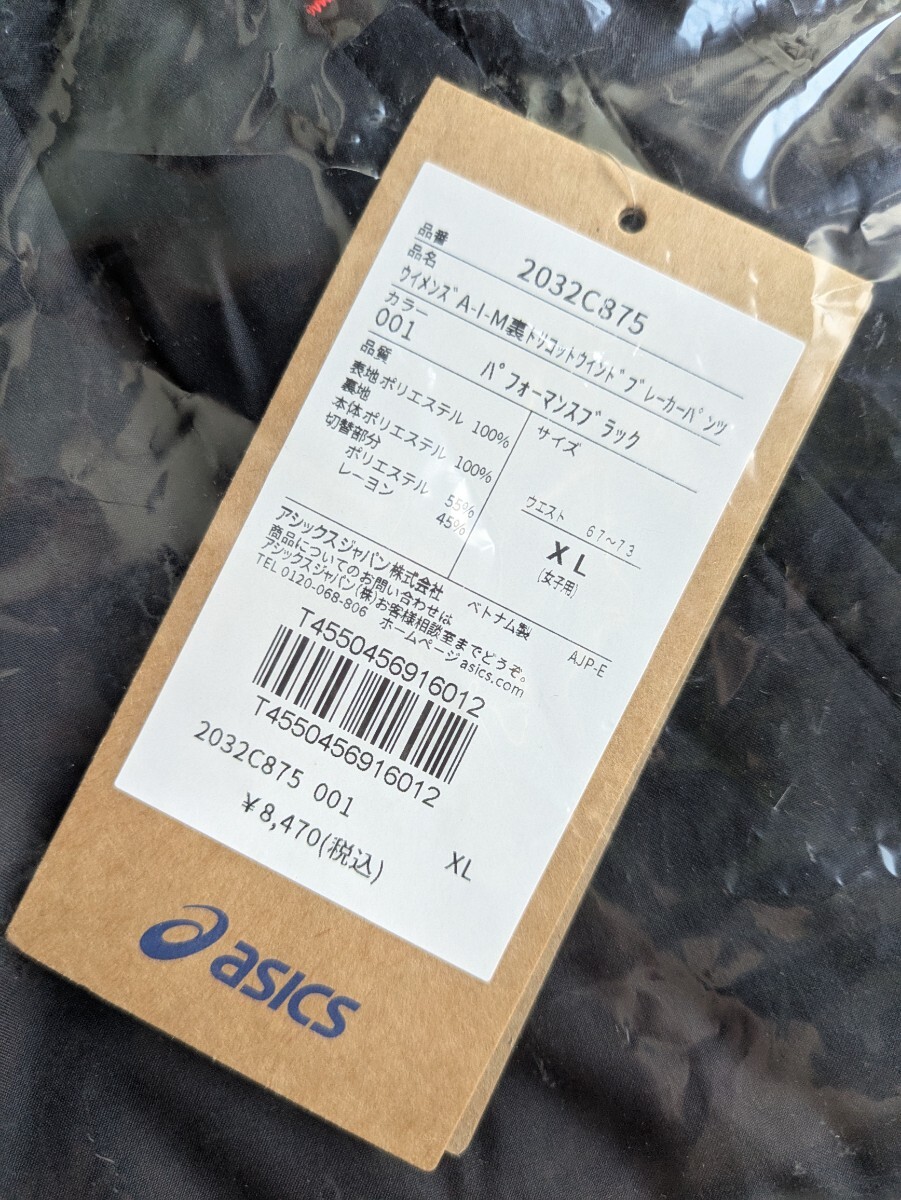 品番
2032C875
品名
ウイメンズA-I-M裏トリコットウィンドブレーカーパンツ
カラー
001
パフォーマンスブラック
品質
表地 ポリエステル 100%
裏地
本体 ポリエステル 100%
切替部分
ポリエステル 55%
レーヨン 45%
サイズ
ウエスト 67~73
XL
(女子用)
アシックスジャパン株式会社 ベトナム製
商品についてのお問い合わせは
アシックスジャパン(株)お客様相談室までどうぞ。
TEL 0120-068-806 ホームページasics.com
AJP-E
T4550456916012
T4550456916012
2032C875 001
XL
¥8,470(税込)
asics